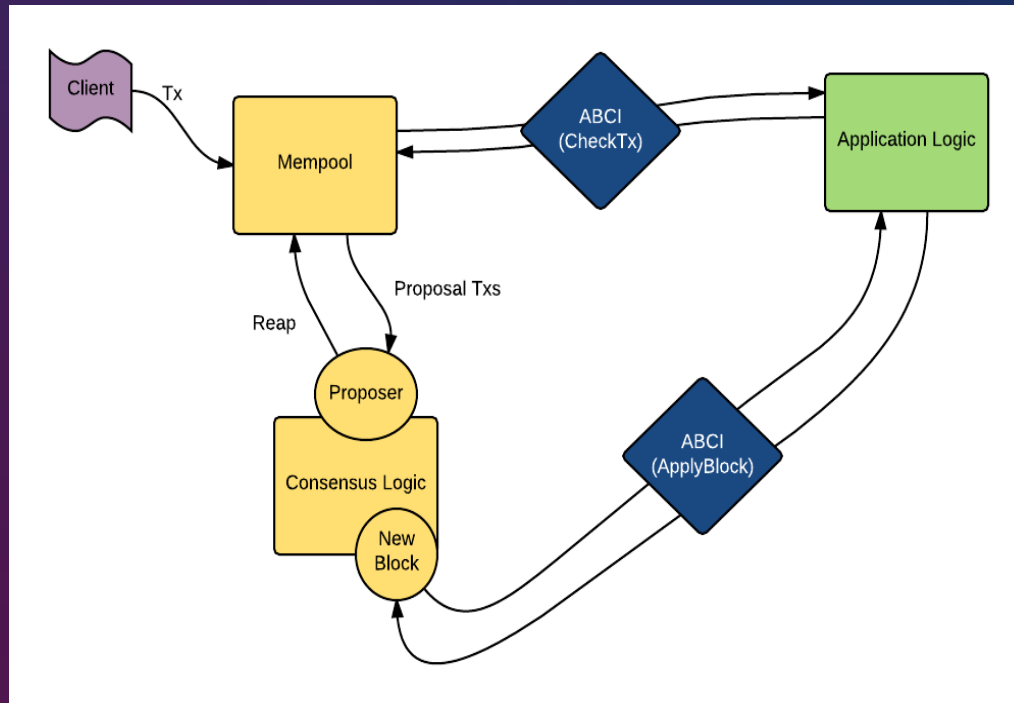 Client
Tx
Mempool
ABCI
(CheckTx)
Application Logic
Proposal Txs
Reap
Proposer
Consensus Logic
New
Block
ABCI
(ApplyBlock)